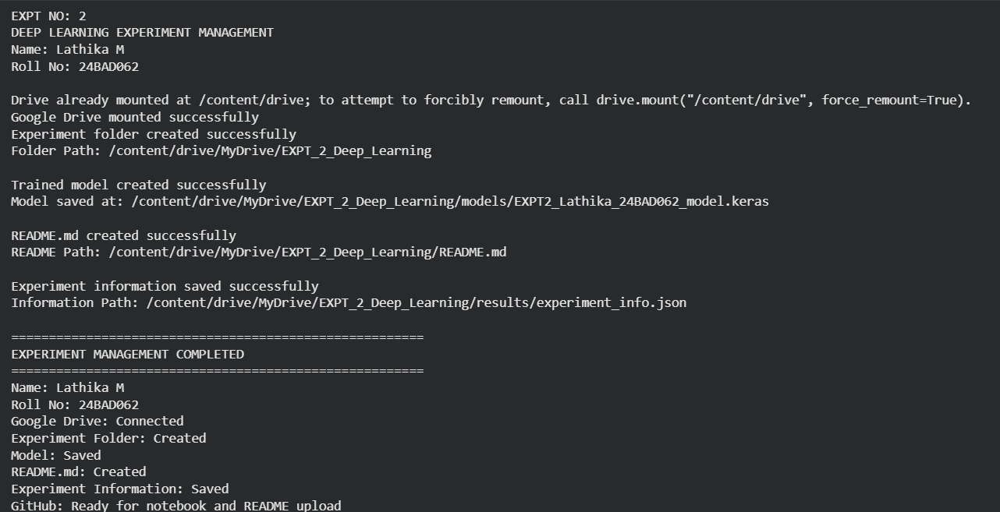 EXPT NO: 2
DEEP LEARNING EXPERIMENT MANAGEMENT
Name: Lathika M
Roll No: 24BAD062
Drive already mounted at /content/drive; to attempt to forcibly remount, call drive.mount("/content/drive", force_remount=True).
Google Drive mounted successfully
Experiment folder created successfully
Folder Path: /content/drive/MyDrive/EXPT_2_Deep_Learning
Trained model created successfully
Model saved at: /content/drive/MyDrive/EXPT_2_Deep_Learning/models/EXPT2_Lathika_24BAD062_model.keras
README.md created successfully
README Path: /content/drive/MyDrive/EXPT_2_Deep_Learning/README.md
Experiment information saved successfully
Information Path: /content/drive/MyDrive/EXPT_2_Deep_Learning/results/experiment_info.json
=======================================================
EXPERIMENT MANAGEMENT COMPLETED
=======================================================
Name: Lathika M
Roll No: 24BAD062
Google Drive: Connected
Experiment Folder: Created
Model: Saved
README.md: Created
Experiment Information: Saved
GitHub: Ready for notebook and README upload